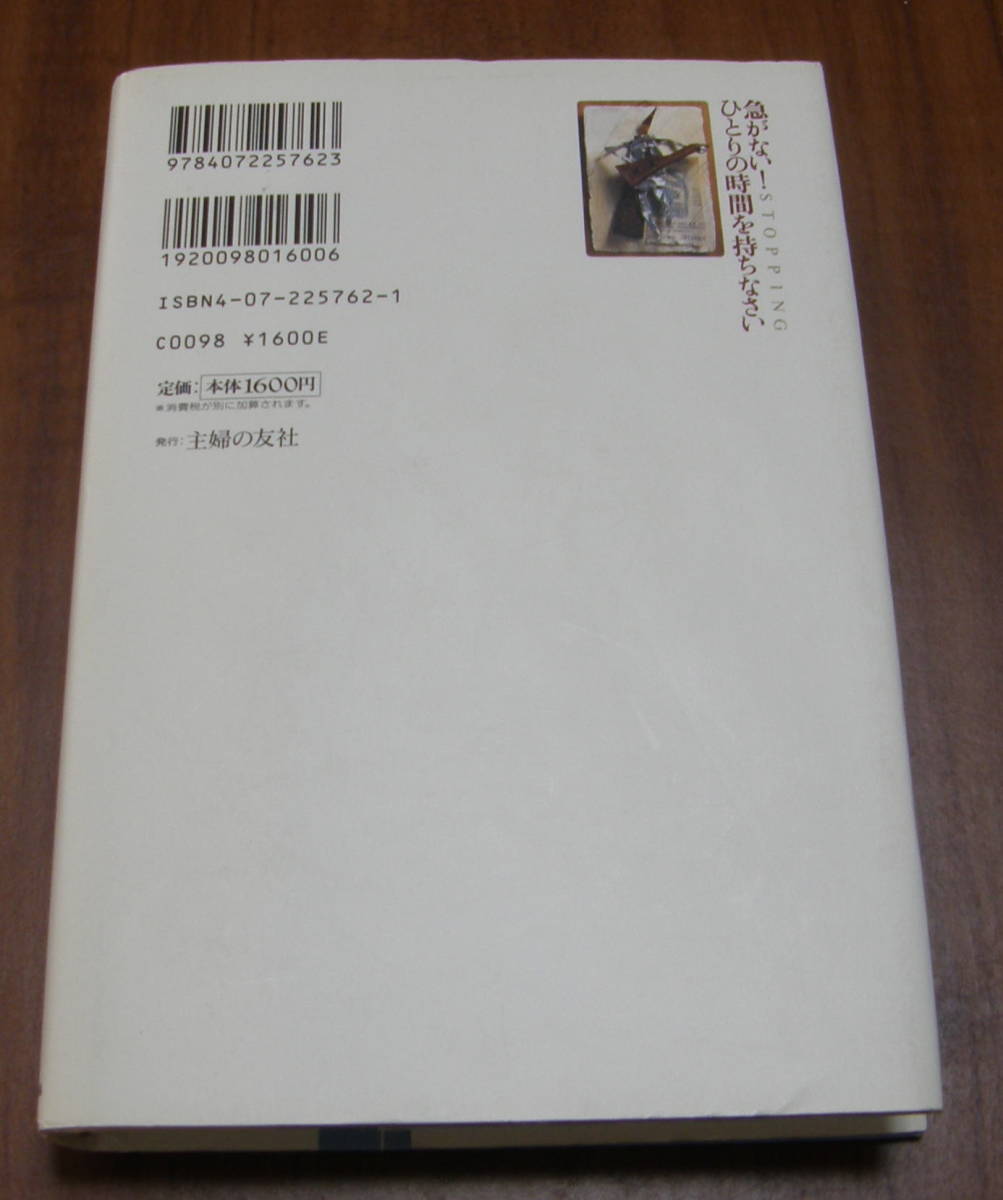 急がない!
ひとりの時間を持ちなさい
STOPPING
9784072257623
1920098016006
ISBN4-07-225762-1
C0098 ¥1600E
定価:本体1600円
※消費税が別に加算されます。
発行:主婦の友社